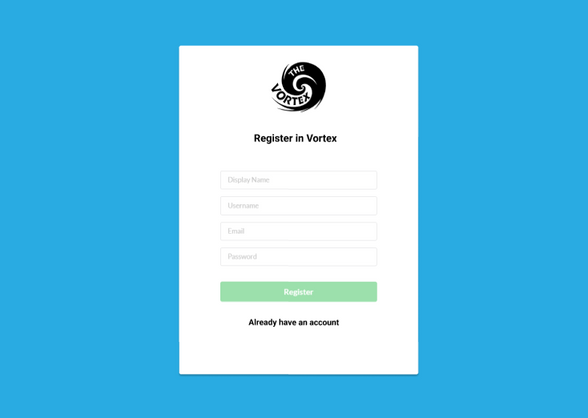 THE
VORTEX
Register in Vortex
Display Name
Username
Email
Password
Register
Already have an account